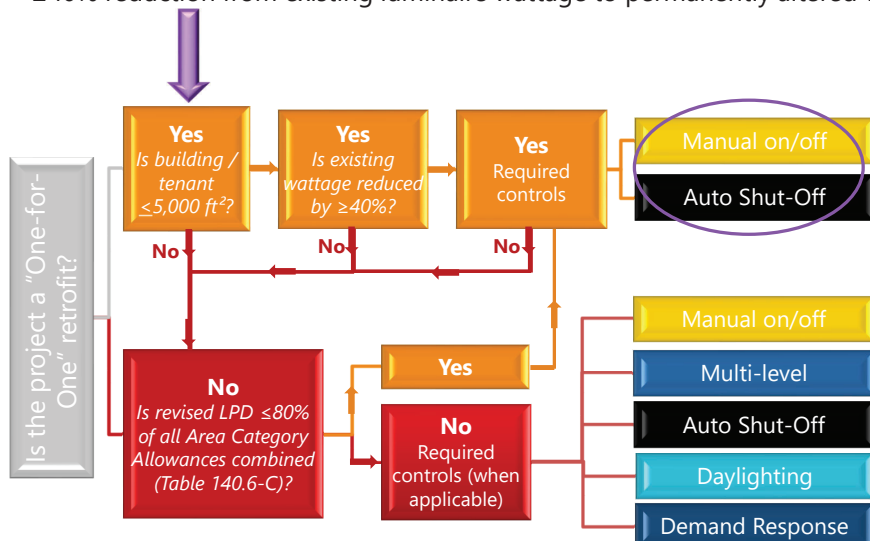 Is the project a "One-for-
One" retrofit?
Yes
Is building /
tenant
≤5,000 ft²?
Yes
Is existing
wattage reduced
by ≥40%?
Yes
Required
controls
Manual on/off
Auto Shut-Off
No
No
No
No
Is revised LPD ≤80%
of all Area Category
Allowances combined
(Table 140.6-C)?
Yes
No
Required
controls (when
applicable)
Manual on/off
Multi-level
Auto Shut-Off
Daylighting
Demand Response